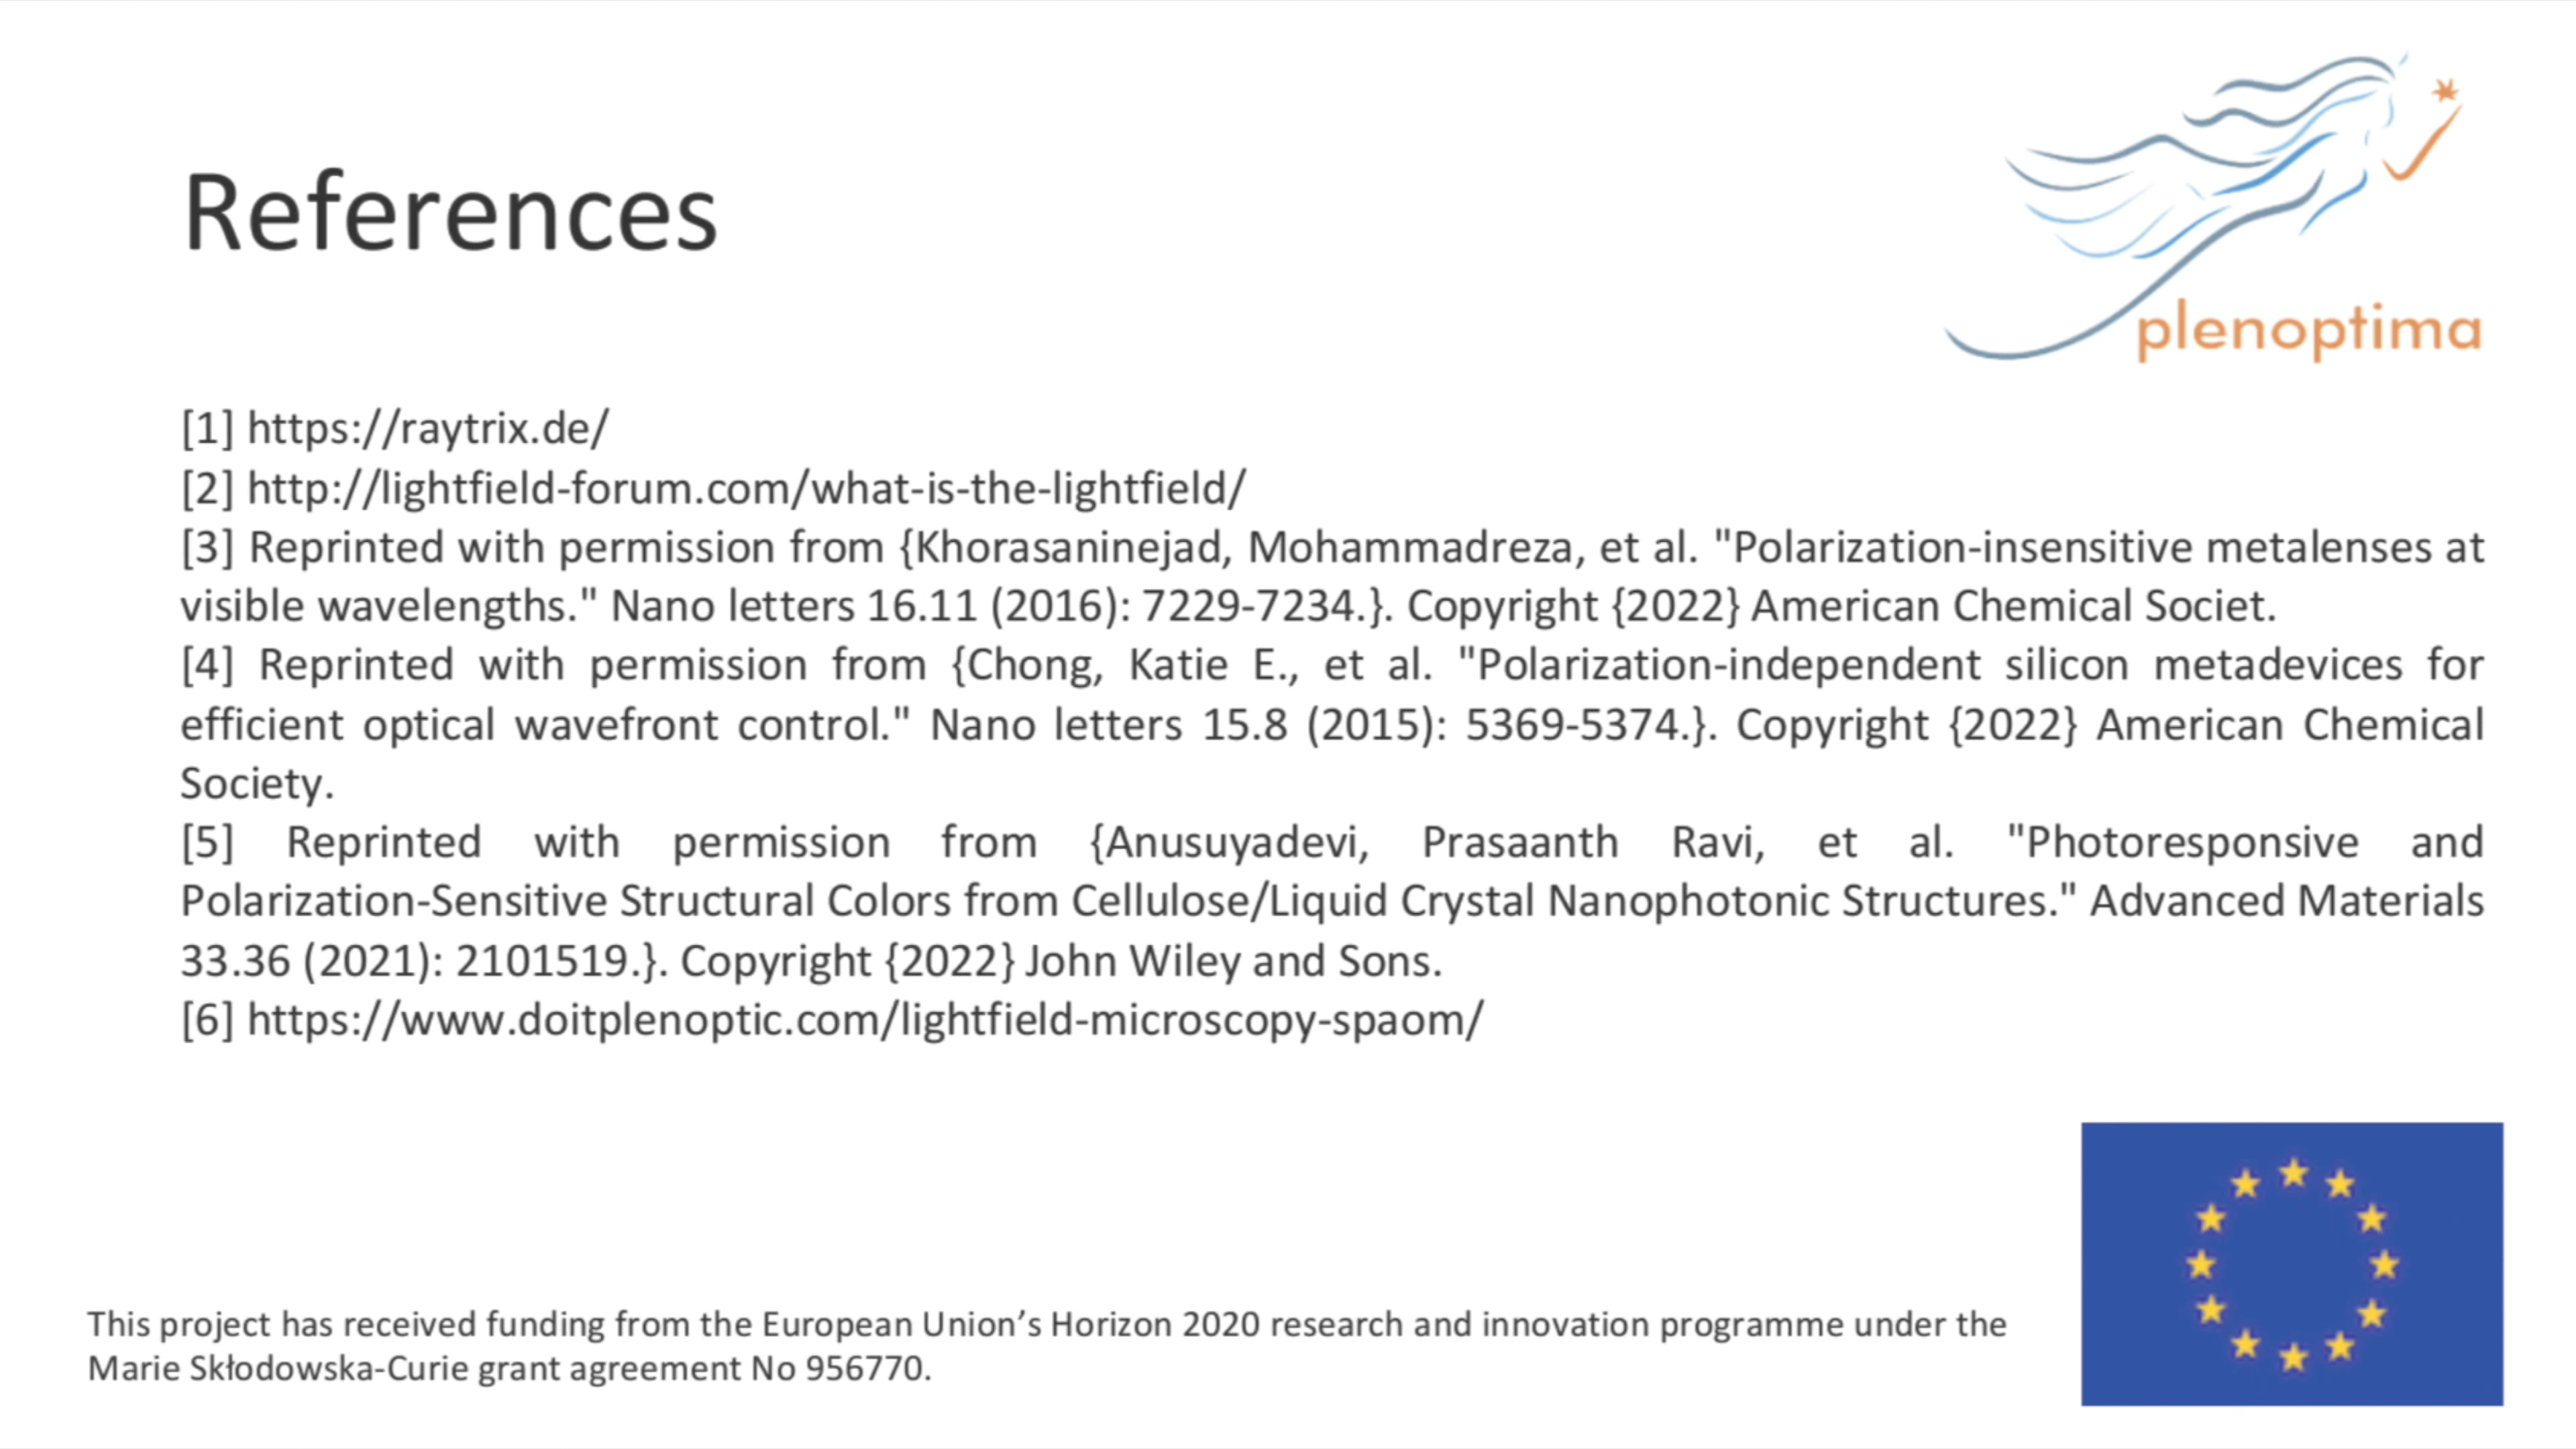 References
plenoptima
[1] https://raytrix.de/
[2] http://lightfield-forum.com/what-is-the-lightfield/
[3] Reprinted with permission from {Khorasaninejad, Mohammadreza, et al. "Polarization-insensitive metalenses at
visible wavelengths." Nano letters 16.11 (2016): 7229-7234.}. Copyright {2022} American Chemical Societ.
[4] Reprinted with permission from {Chong, Katie E., et al. "Polarization-independent silicon metadevices for
efficient optical wavefront control." Nano letters 15.8 (2015): 5369-5374.}. Copyright {2022} American Chemical
Society.
[5] Reprinted with permission from {Anusuyadevi, Prasaanth Ravi, et al. "Photoresponsive and
Polarization-Sensitive Structural Colors from Cellulose/Liquid Crystal Nanophotonic Structures." Advanced Materials
33.36 (2021): 2101519.}. Copyright {2022} John Wiley and Sons.
[6] https://www.doitplenoptic.com/lightfield-microscopy-spaom/
This project has received funding from the European Union’s Horizon 2020 research and innovation programme under the
Marie Skłodowska-Curie grant agreement No 956770.